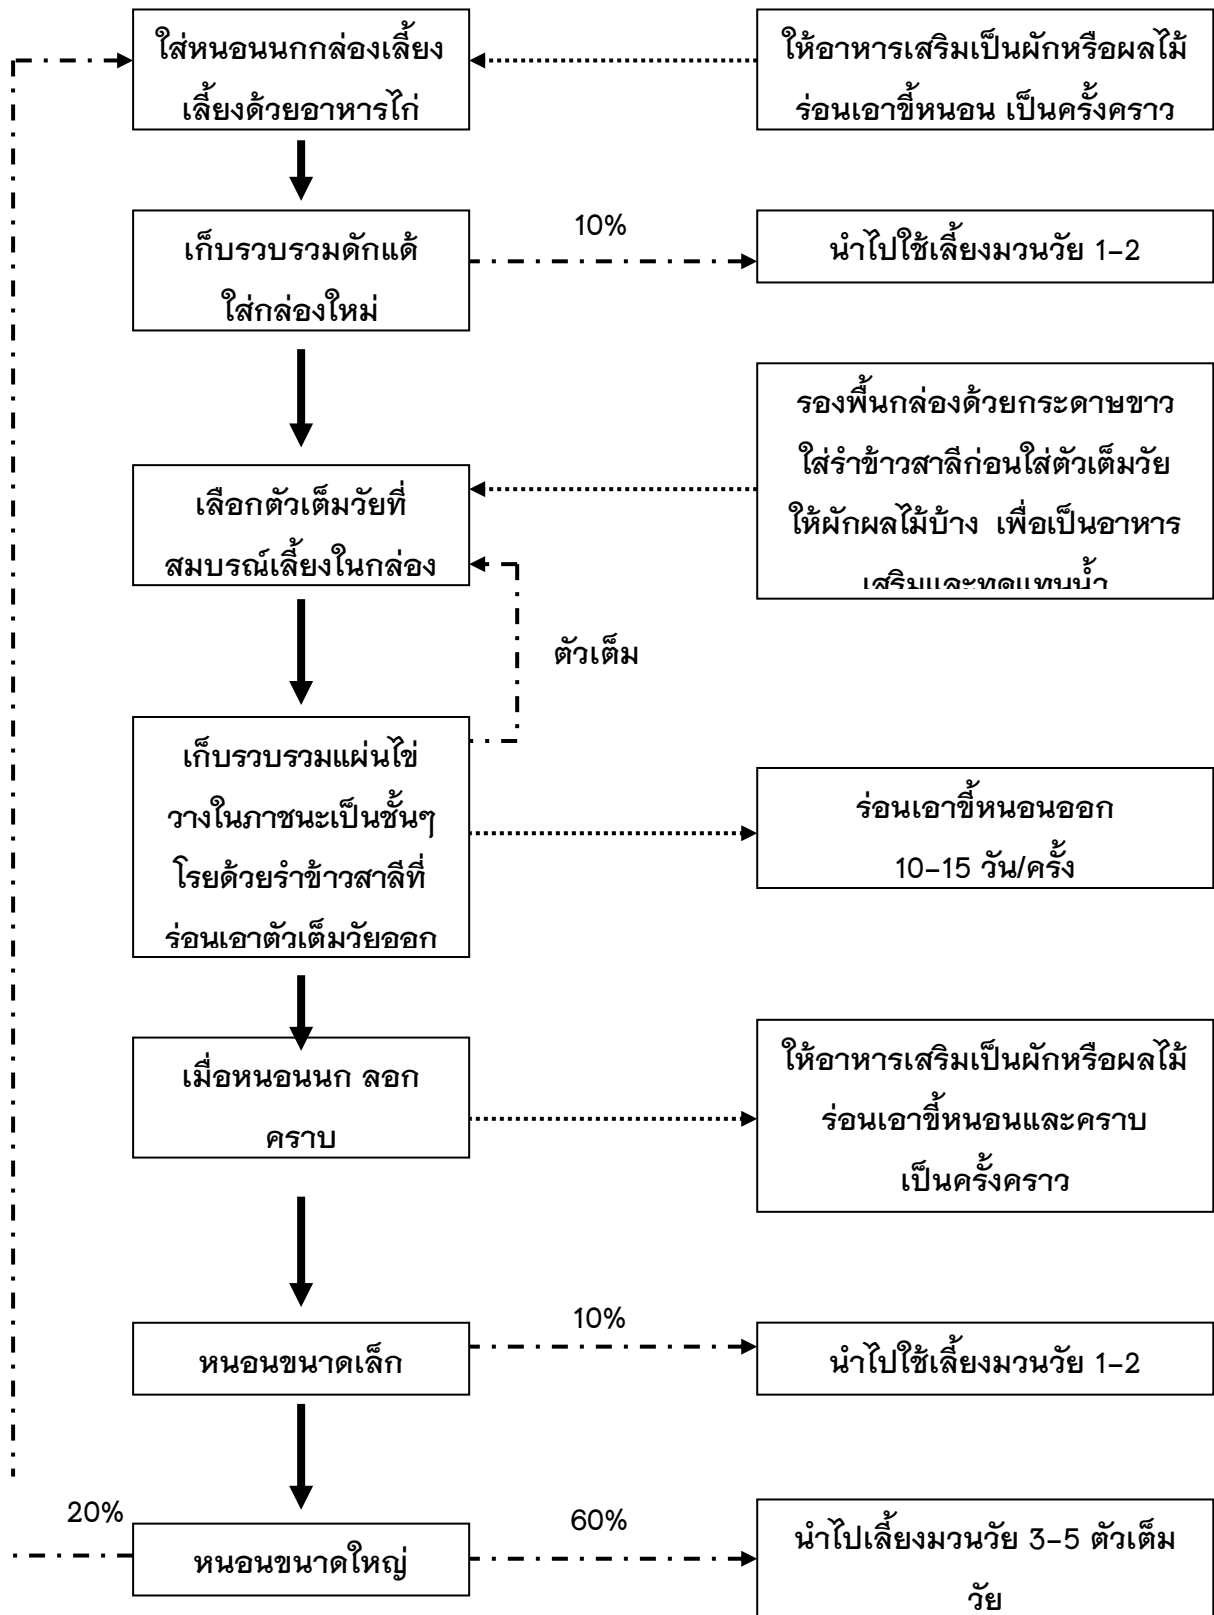 ใส่หนอนนกกล่องเลี้ยง
เลี้ยงด้วยอาหารไก่
ให้อาหารเสริมเป็นผักหรือผลไม้
ร่อนเอาขี้หนอน เป็นครั้งคราว
เก็บรวบรวมดักแด้
ใส่กล่องใหม่
10%
นำไปใช้เลี้ยงมวนวัย 1-2
เลือกตัวเต็มวัยที่
สมบรณ์เลี้ยงในกล่อง
รองพื้นกล่องด้วยกระดาษขาว
ใส่รำข้าวสาลีก่อนใส่ตัวเต็มวัย
ให้ผักผลไม้บ้าง เพื่อเป็นอาหาร
เสริมและทดแทนน้ำ
ตัวเต็ม
เก็บรวบรวมแผ่นไข่
วางในภาชนะเป็นชั้นๆ
โรยด้วยรำข้าวสาลีที่
ร่อนเอาตัวเต็มวัยออก
ร่อนเอาขี้หนอนออก
10-15 วัน/ครั้ง
เมื่อหนอนนก ลอก
คราบ
ให้อาหารเสริมเป็นผักหรือผลไม้
ร่อนเอาขี้หนอนและคราบ
เป็นครั้งคราว
หนอนขนาดเล็ก
10%
นำไปใช้เลี้ยงมวนวัย 1-2
20%
หนอนขนาดใหญ่
60%
นำไปเลี้ยงมวนวัย 3-5 ตัวเต็ม
วัย